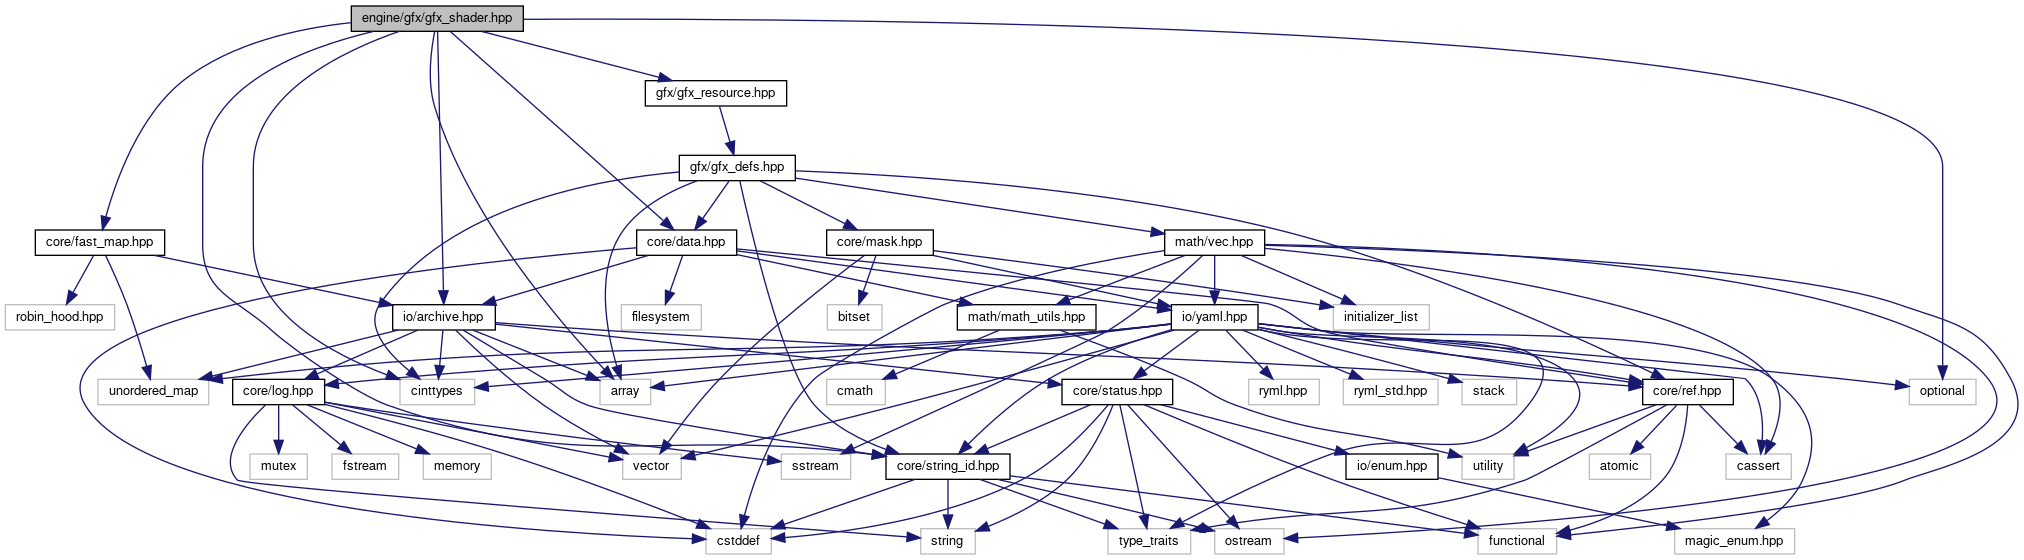 engine/gfx/gfx_shader.hpp
gfx/gfx_resource.hpp
gfx/gfx_defs.hpp
core/fast_map.hpp
core/data.hpp
core/mask.hpp
math/vec.hpp
robin_hood.hpp
io/archive.hpp
filesystem
bitset
math/math_utils.hpp
io/yaml.hpp
initializer_list
unordered_map
core/log.hpp
cinttypes
array
cmath
core/status.hpp
ryml.hpp
ryml_std.hpp
stack
core/ref.hpp
optional
mutex
fstream
memory
vector
sstream
core/string_id.hpp
io/enum.hpp
utility
atomic
cassert
cstddef
string
type_traits
ostream
functional
magic_enum.hpp